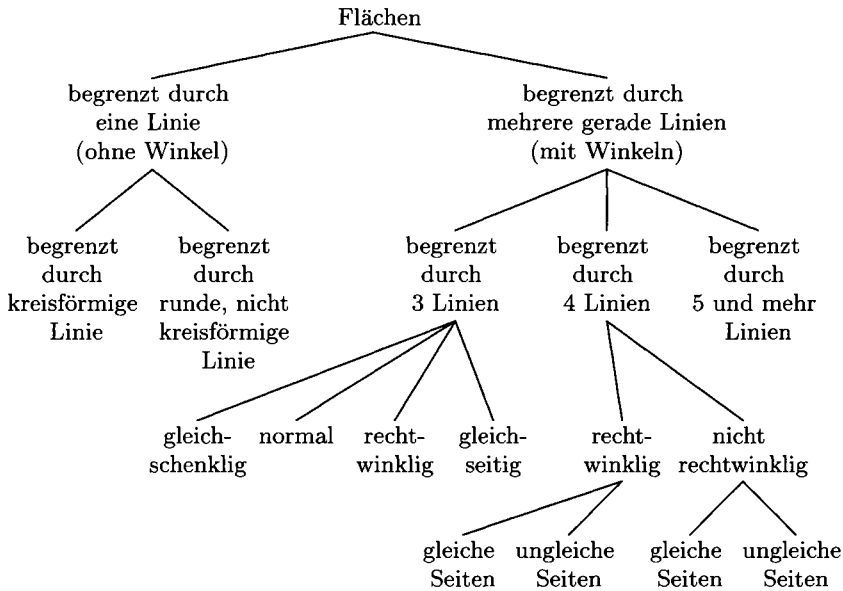 Flächen
begrenzt durch
eine Linie
(ohne Winkel)
begrenzt durch
mehrere gerade Linien
(mit Winkeln)
begrenzt
durch
kreisförmige
Linie
begrenzt
durch
runde, nicht
kreisförmige
Linie
begrenzt
durch
3 Linien
begrenzt
durch
4 Linien
begrenzt
durch
5 und mehr
Linien
gleich-
schenklig
normal
recht-
winklig
gleich-
seitig
recht-
winklig
nicht
rechtwinklig
gleiche
Seiten
ungleiche
Seiten
gleiche
Seiten
ungleiche
Seiten